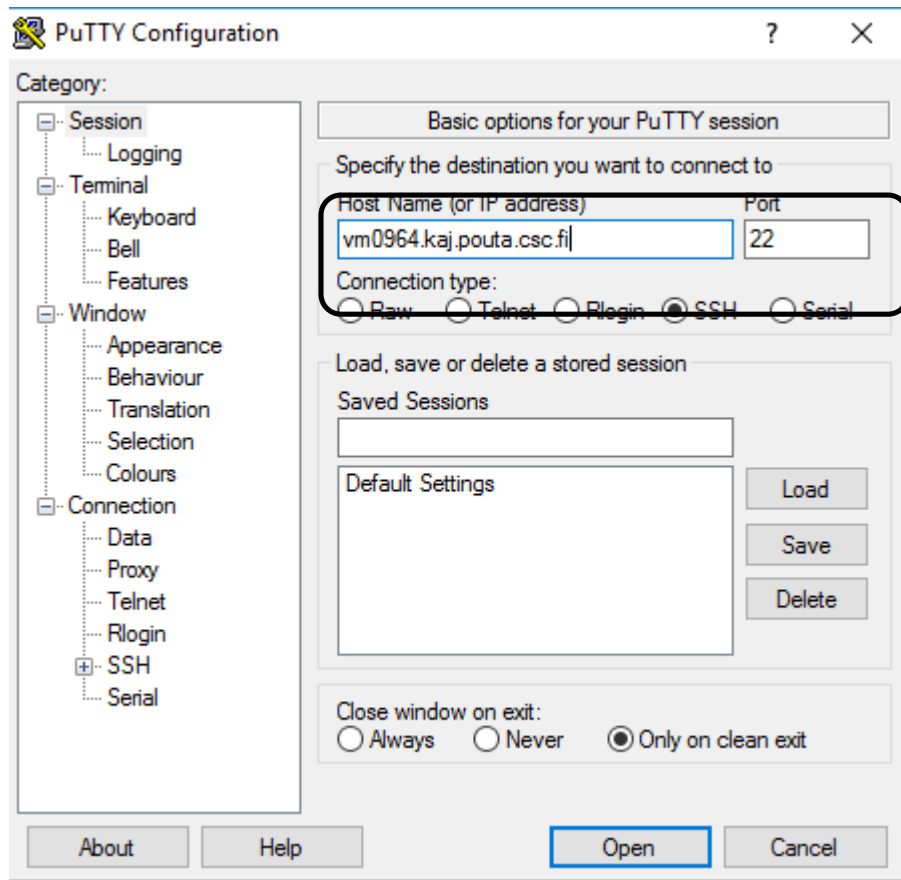 PuTTY Configuration ? ×
Category:
Session
Logging
Terminal
Keyboard
Bell
Features
Window
Appearance
Behaviour
Translation
Selection
Colours
Connection
Data
Proxy
Telnet
Rlogin
SSH
Serial
Basic options for your PuTTY session
Specify the destination you want to connect to
Host Name (or IP address) Port
vm0964.kaj.pouta.csc.fi 22
Connection type:
Raw Telnet Rlogin SSH Serial
Load, save or delete a stored session
Saved Sessions
Default Settings
Load
Save
Delete
Close window on exit:
Always Never Only on clean exit
About Help Open Cancel